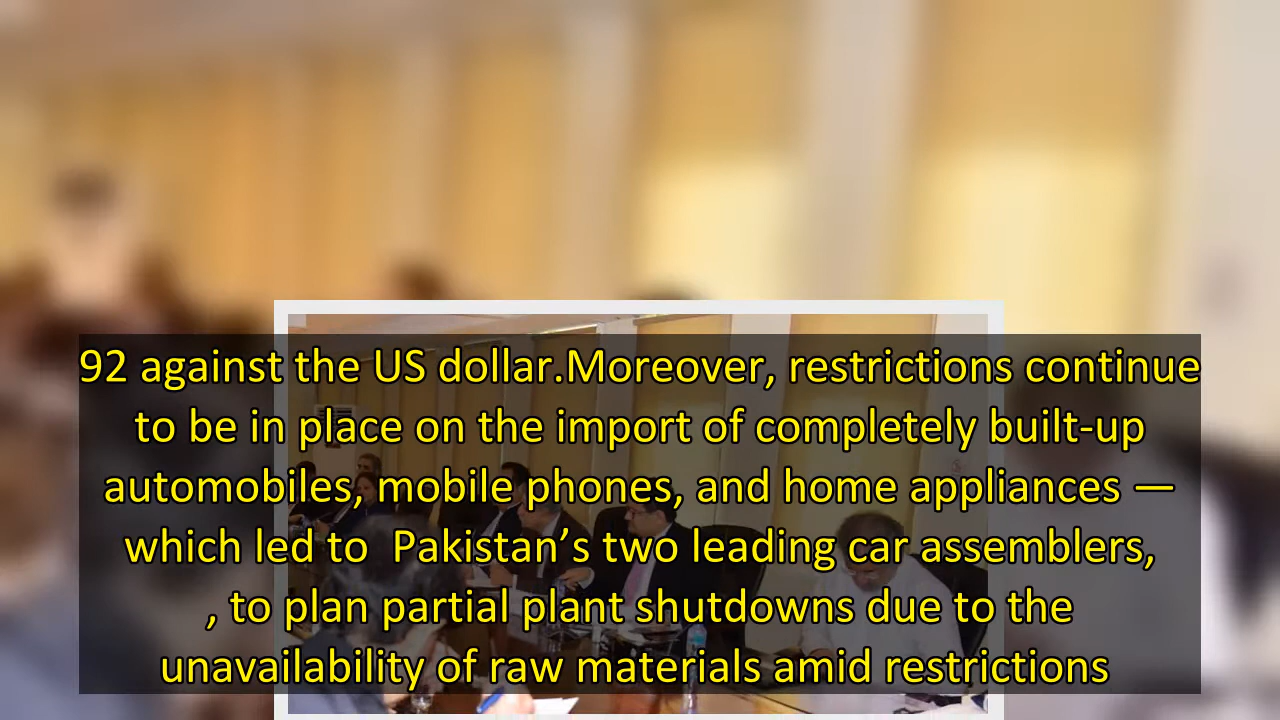 92 against the US dollar.Moreover, restrictions continue
to be in place on the import of completely built-up
automobiles, mobile phones, and home appliances —
which led to  Pakistan’s two leading car assemblers,
, to plan partial plant shutdowns due to the
unavailability of raw materials amid restrictions